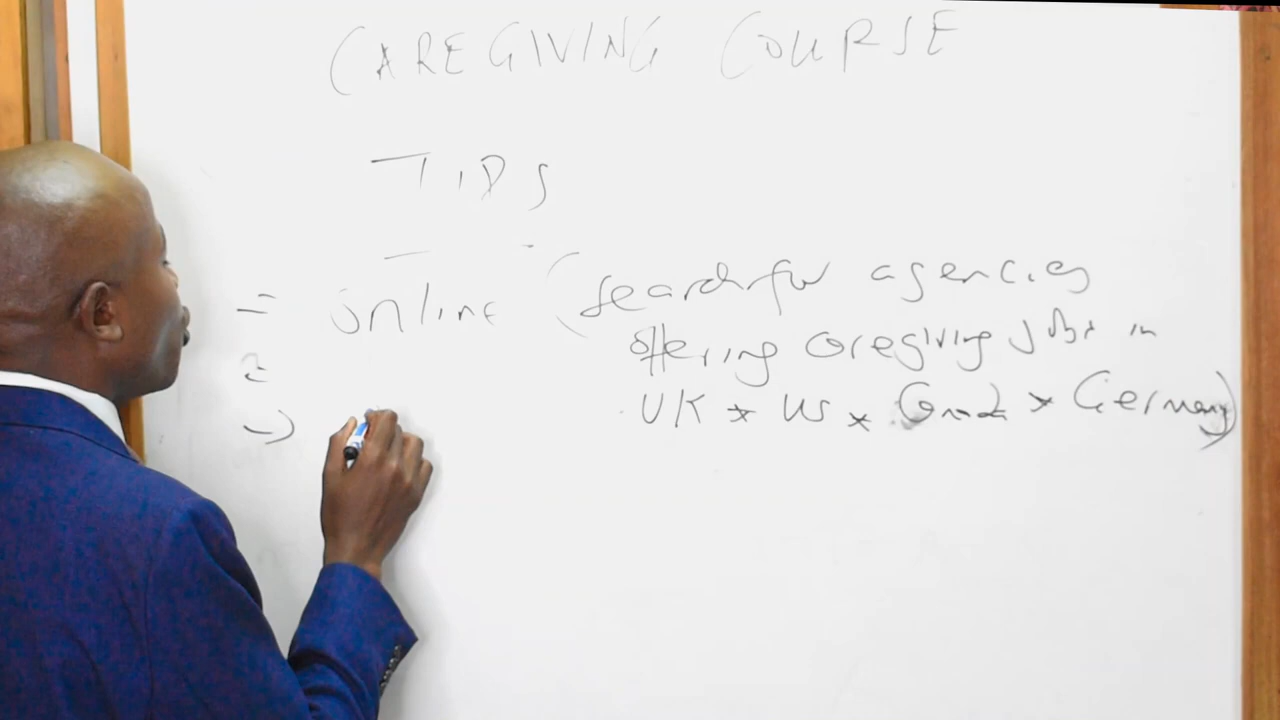 CAREGIVING COURSE
TIPS
= online (search for agencies
offering caregiving jobs in
UK * US * Canada * Germany)